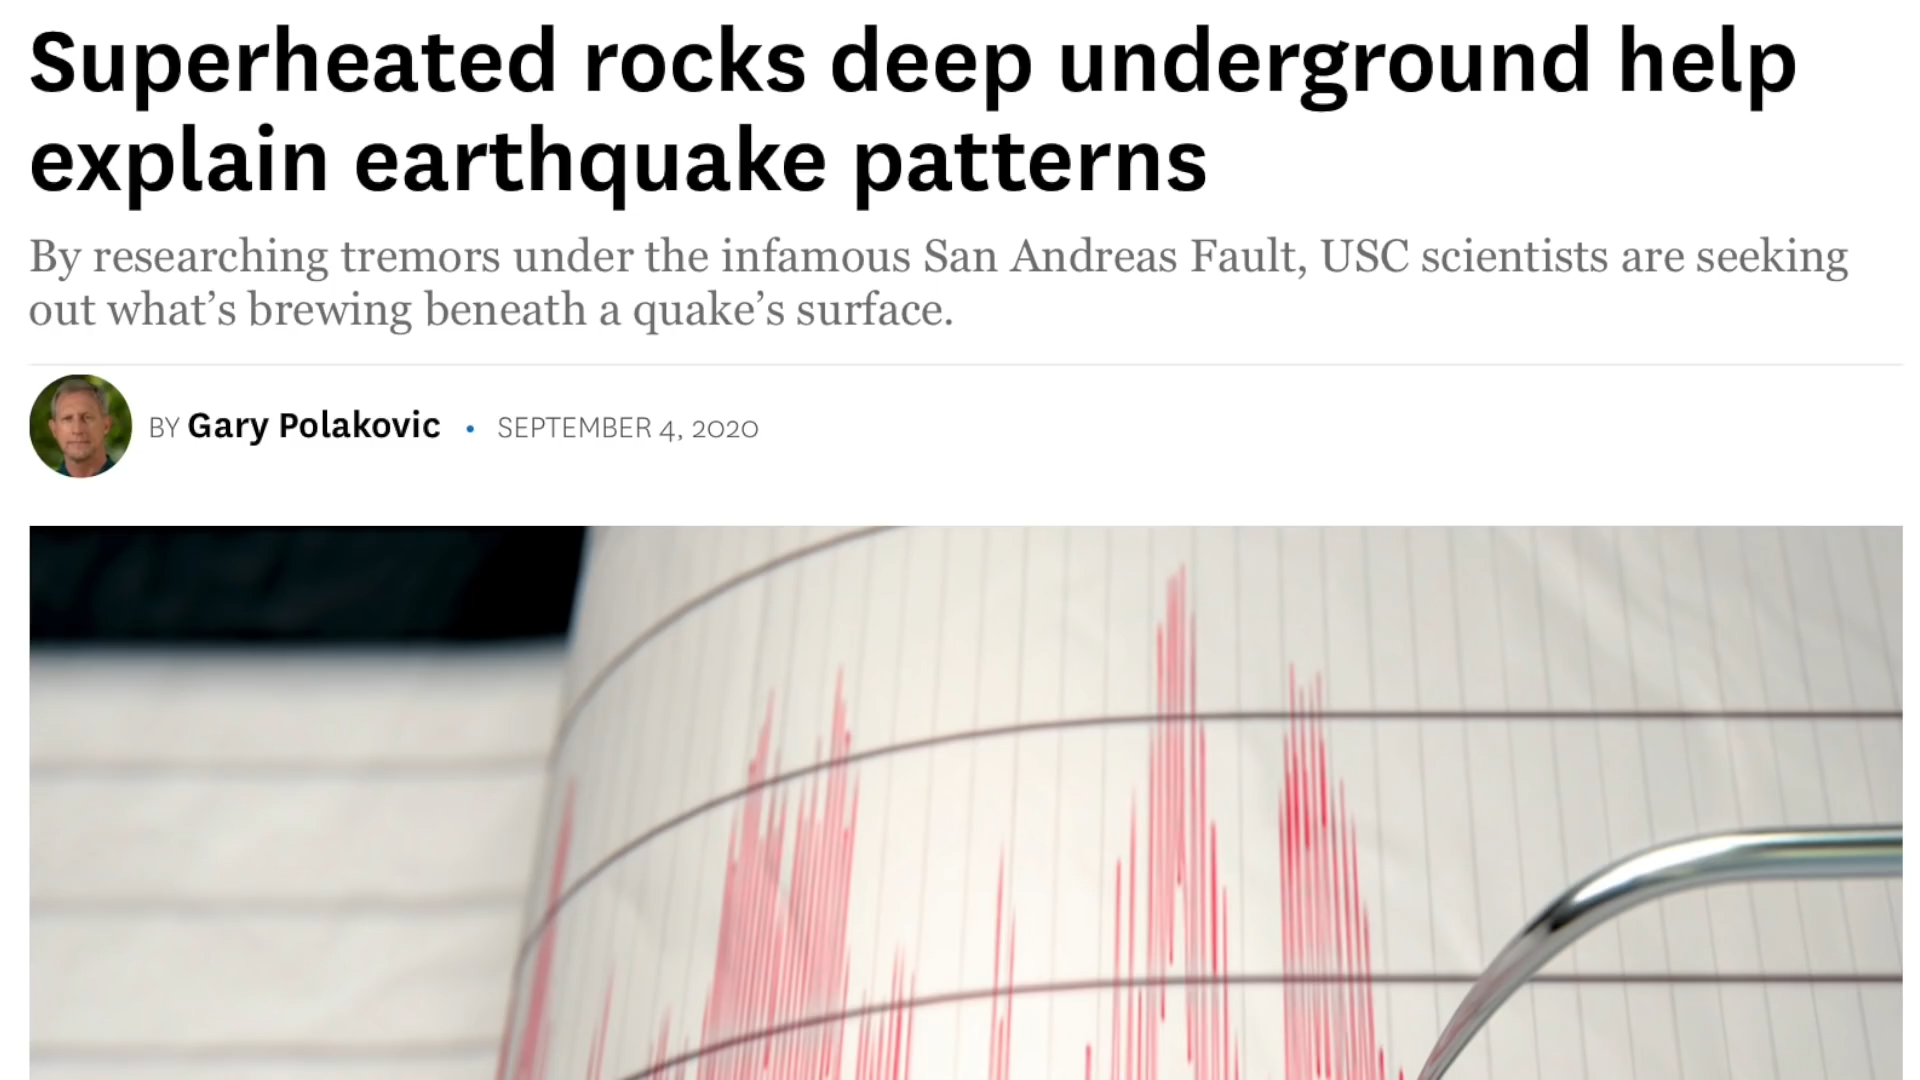 Superheated rocks deep underground help
explain earthquake patterns
By researching tremors under the infamous San Andreas Fault, USC scientists are seeking
out what’s brewing beneath a quake’s surface.
BY Gary Polakovic • SEPTEMBER 4, 2020